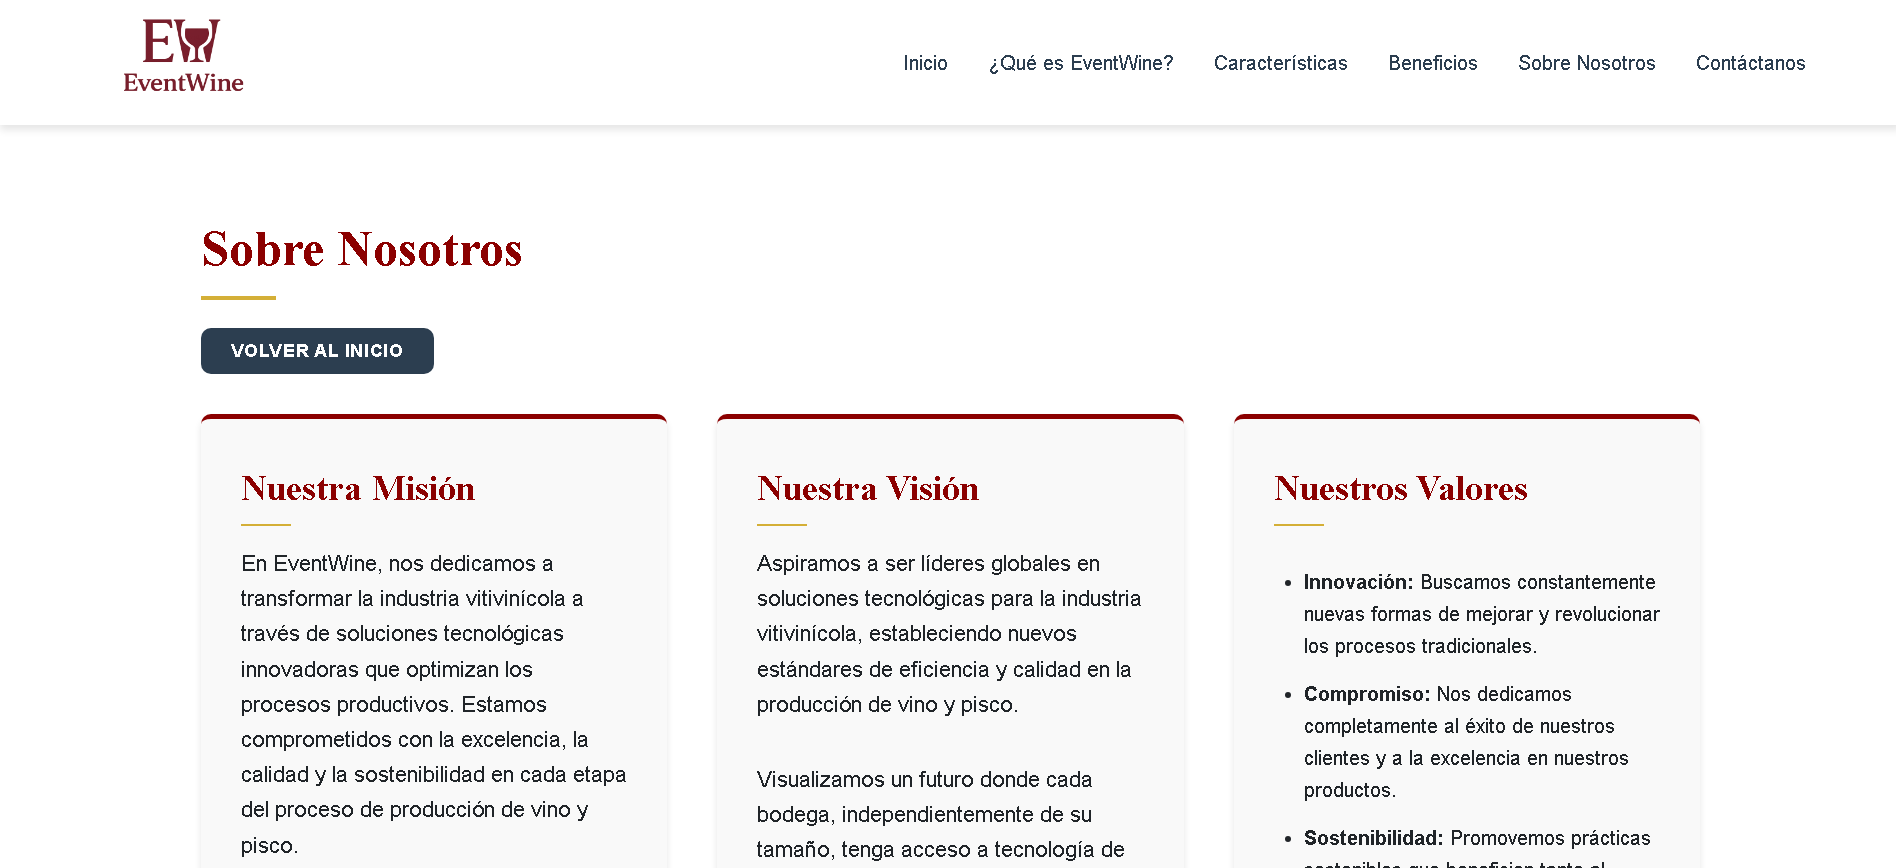 EW
EventWine
Inicio
¿Qué es EventWine?
Características
Beneficios
Sobre Nosotros
Contáctanos
Sobre Nosotros
VOLVER AL INICIO
Nuestra Misión
En EventWine, nos dedicamos a
transformar la industria vitivinícola a
través de soluciones tecnológicas
innovadoras que optimizan los
procesos productivos. Estamos
comprometidos con la excelencia, la
calidad y la sostenibilidad en cada etapa
del proceso de producción de vino y
pisco.
Nuestra Visión
Aspiramos a ser líderes globales en
soluciones tecnológicas para la industria
vitivinícola, estableciendo nuevos
estándares de eficiencia y calidad en la
producción de vino y pisco.
Visualizamos un futuro donde cada
bodega, independientemente de su
tamaño, tenga acceso a tecnología de
Nuestros Valores
• Innovación: Buscamos constantemente
nuevas formas de mejorar y revolucionar
los procesos tradicionales.
• Compromiso: Nos dedicamos
completamente al éxito de nuestros
clientes y a la excelencia en nuestros
productos.
• Sostenibilidad: Promovemos prácticas
sostenibles que benefician tanto al